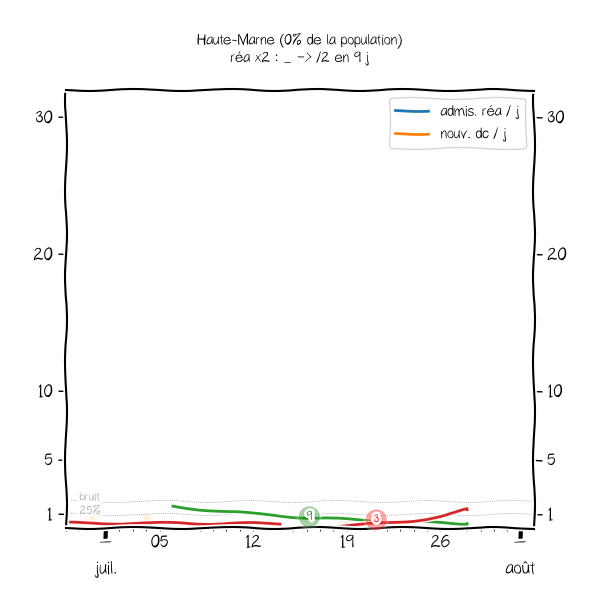 Haute-Marne (0% de la population)
réa x2 : _ -> /2 en 9 j
admis. réa / j
nouv. dc / j
30 30
20 20
10 10
5 5
bruit
25%
1 1
9 3
05 12 19 26
juil. août